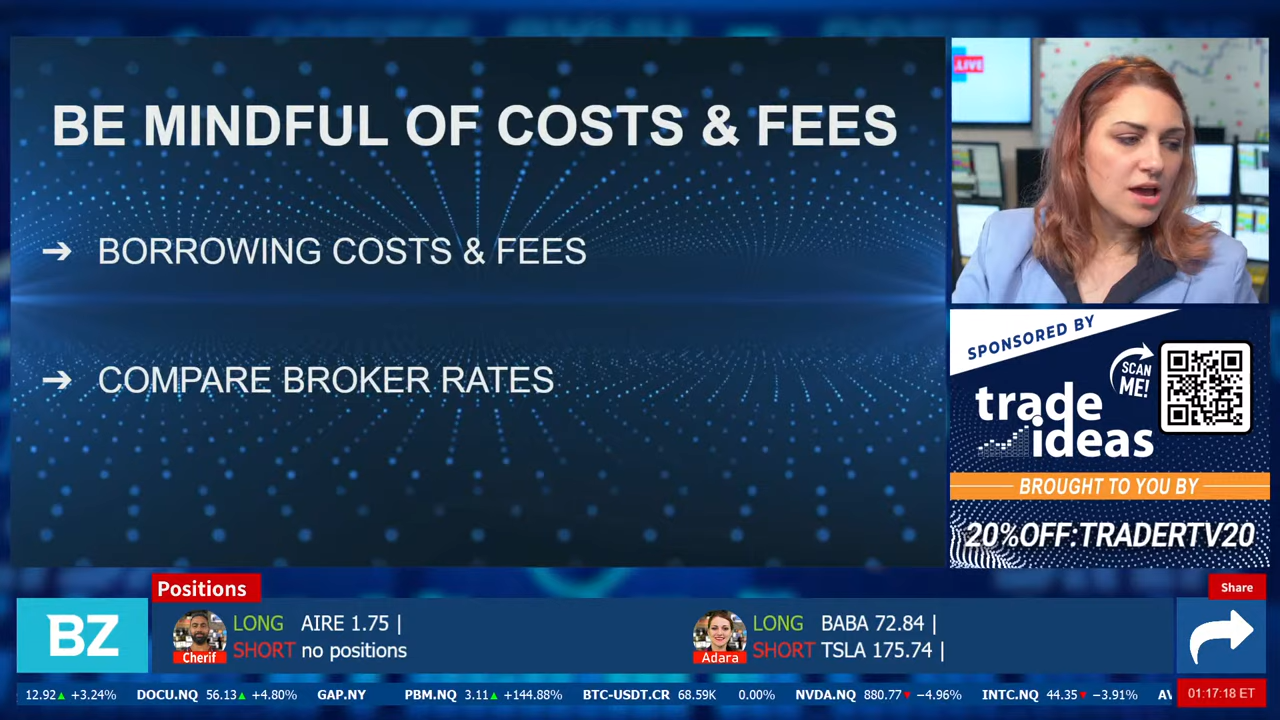 BE MINDFUL OF COSTS & FEES
➔ BORROWING COSTS & FEES
➔ COMPARE BROKER RATES
.LIVE
SPONSORED BY
SCAN
ME!
trade
ideas
BROUGHT TO YOU BY
20%OFF:TRADERTV20
Positions
Share
BZ
Cherif
LONG AIRE 1.75 |
SHORT no positions
Adara
LONG BABA 72.84 |
SHORT TSLA 175.74 |
12.92▲ +3.24% DOCU.NQ 56.13▲ +4.80% GAP.NY PBM.NQ 3.11▲ +144.88% BTC-USDT.CR 68.59K 0.00% NVDA.NQ 880.77▼ −4.96% INTC.NQ 44.35▼ −3.91%
01:17:18 ET